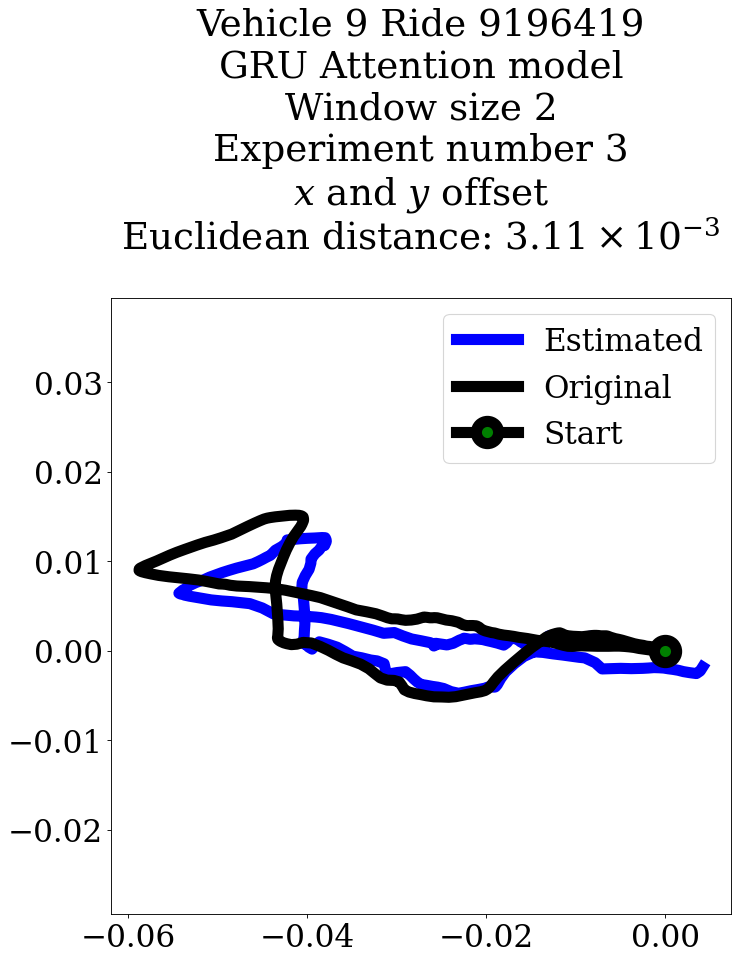 Vehicle 9 Ride 9196419
GRU Attention model
Window size 2
Experiment number 3
x and y offset
Euclidean distance: 3.11 × 10⁻³
Estimated
Original
Start
0.03
0.02
0.01
0.00
−0.01
−0.02
−0.06
−0.04
−0.02
0.00